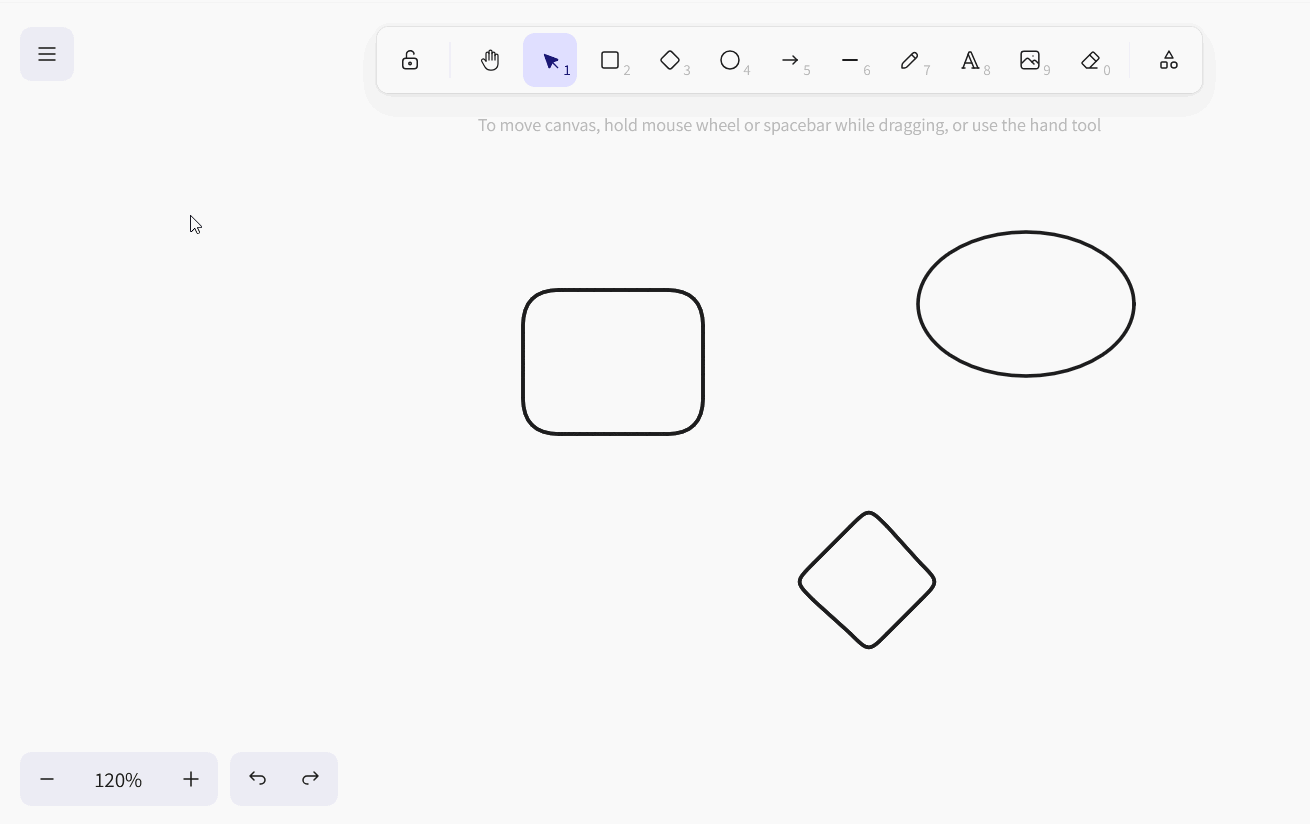 1 2 3 4 5 6 7 8 9 0
To move canvas, hold mouse wheel or spacebar while dragging, or use the hand tool
120%